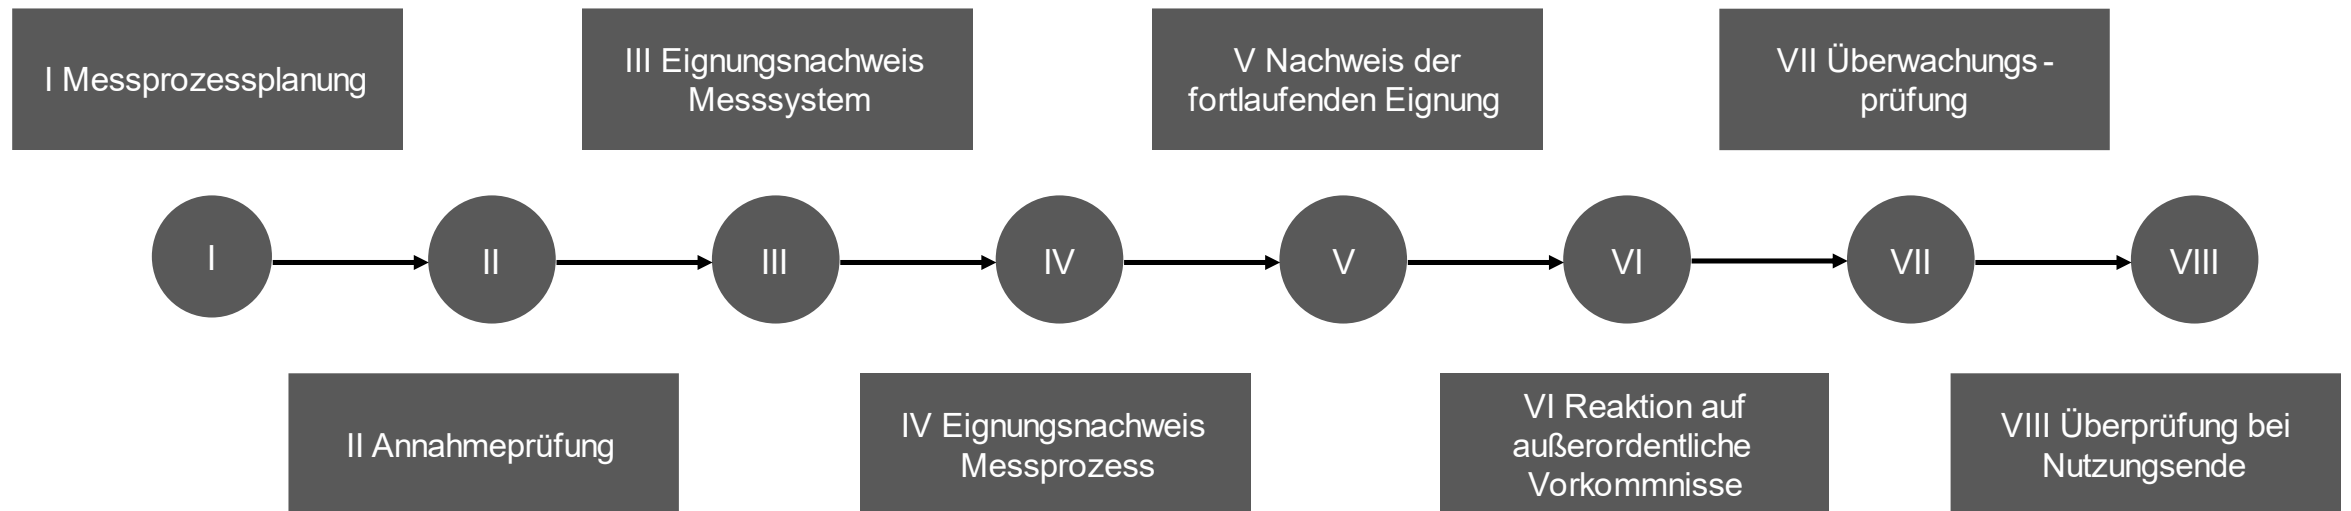 I Messprozessplanung
III Eignungsnachweis
Messsystem
V Nachweis der
fortlaufenden Eignung
VII Überwachungs-
prüfung
I
II
III
IV
V
VI
VII
VIII
II Annahmeprüfung
IV Eignungsnachweis
Messprozess
VI Reaktion auf
außerordentliche
Vorkommnisse
VIII Überprüfung bei
Nutzungsende